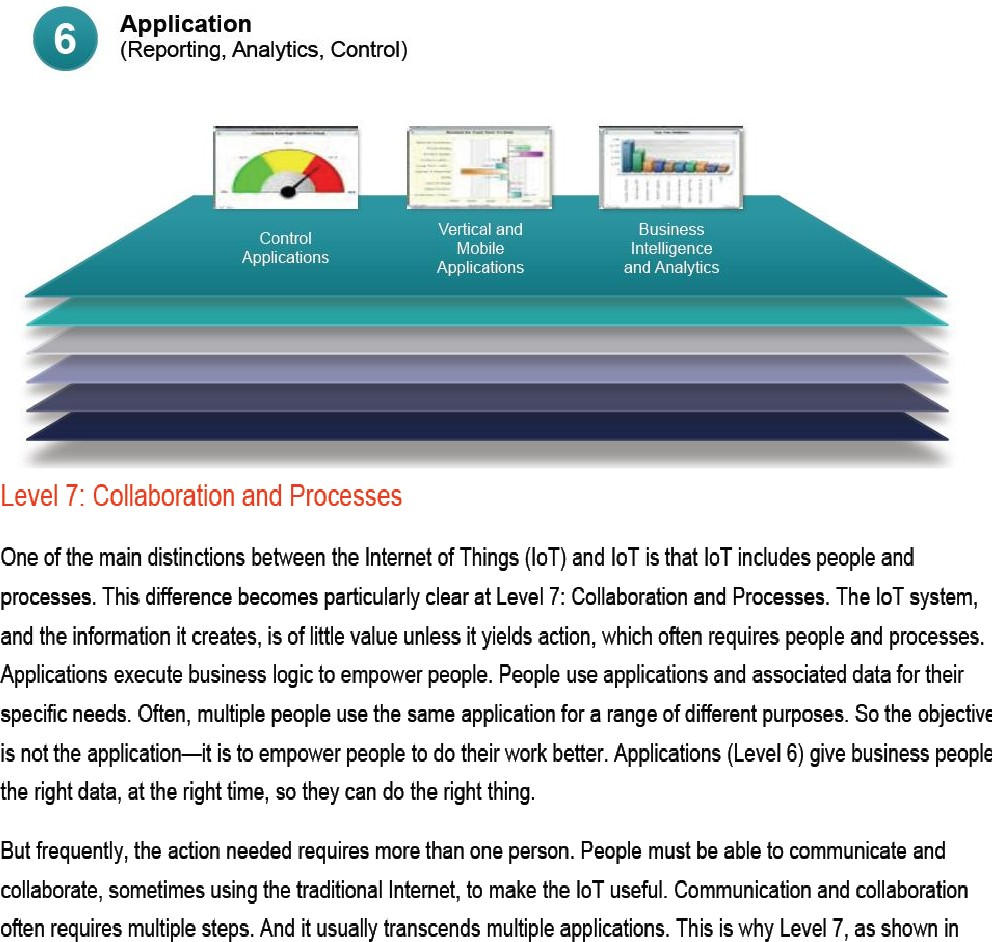 6
Application
(Reporting, Analytics, Control)
Control
Applications
Vertical and
Mobile
Applications
Business
Intelligence
and Analytics
Level 7: Collaboration and Processes
One of the main distinctions between the Internet of Things (IoT) and IoT is that IoT includes people and
processes. This difference becomes particularly clear at Level 7: Collaboration and Processes. The IoT system,
and the information it creates, is of little value unless it yields action, which often requires people and processes.
Applications execute business logic to empower people. People use applications and associated data for their
specific needs. Often, multiple people use the same application for a range of different purposes. So the objective
is not the application—it is to empower people to do their work better. Applications (Level 6) give business people
the right data, at the right time, so they can do the right thing.
But frequently, the action needed requires more than one person. People must be able to communicate and
collaborate, sometimes using the traditional Internet, to make the IoT useful. Communication and collaboration
often requires multiple steps. And it usually transcends multiple applications. This is why Level 7, as shown in